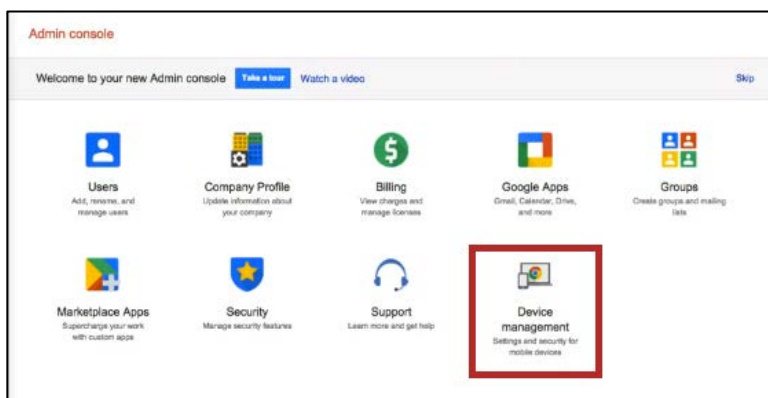 Admin console
Welcome to your new Admin console
Take a tour
Watch a video
Skip
Users
Add, rename, and
manage users
Company Profile
Update information about
your company
Billing
View charges and
manage licenses
Google Apps
Gmail, Calendar, Drive,
and more
Groups
Create groups and mailing
lists
Marketplace Apps
Supercharge your work
with custom apps
Security
Manage security features
Support
Learn more and get help
Device
management
Settings and security for
mobile devices